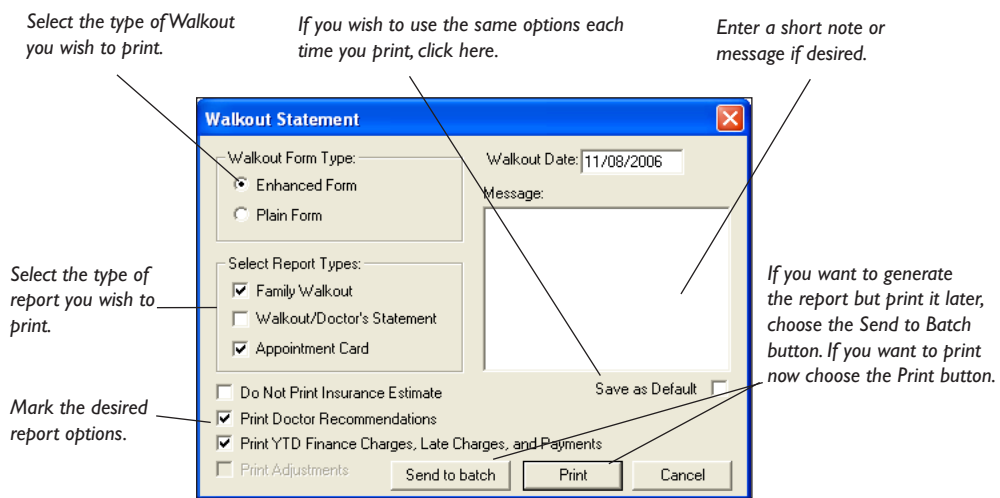 Select the type of Walkout
you wish to print.
If you wish to use the same options each
time you print, click here.
Enter a short note or
message if desired.
Walkout Statement
Walkout Form Type:
Enhanced Form
Plain Form
Walkout Date: 11/08/2006
Message:
Select the type of
report you wish to
print.
Select Report Types:
Family Walkout
Walkout/Doctor's Statement
Appointment Card
If you want to generate
the report but print it later,
choose the Send to Batch
button. If you want to print
now choose the Print button.
Mark the desired
report options.
Do Not Print Insurance Estimate
Save as Default
Print Doctor Recommendations
Print YTD Finance Charges, Late Charges, and Payments
Print Adjustments
Send to batch
Print
Cancel